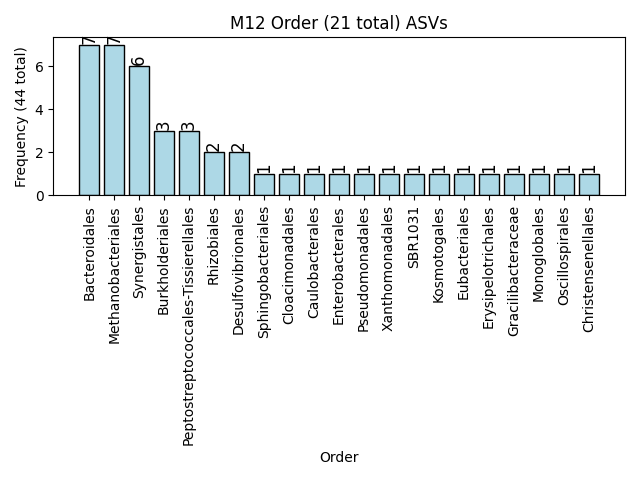 M12 Order (21 total) ASVs
Frequency (44 total)
6
4
2
0
7
7
6
3
3
2
2
1
1
1
1
1
1
1
1
1
1
1
1
1
1
Bacteroidales
Methanobacteriales
Synergistales
Burkholderiales
Peptostreptococcales-Tissierellales
Rhizobiales
Desulfovibrionales
Sphingobacteriales
Cloacimonadales
Caulobacterales
Enterobacterales
Pseudomonadales
Xanthomonadales
SBR1031
Kosmotogales
Eubacteriales
Erysipelotrichales
Gracilibacteraceae
Monoglobales
Oscillospirales
Christensenellales
Order